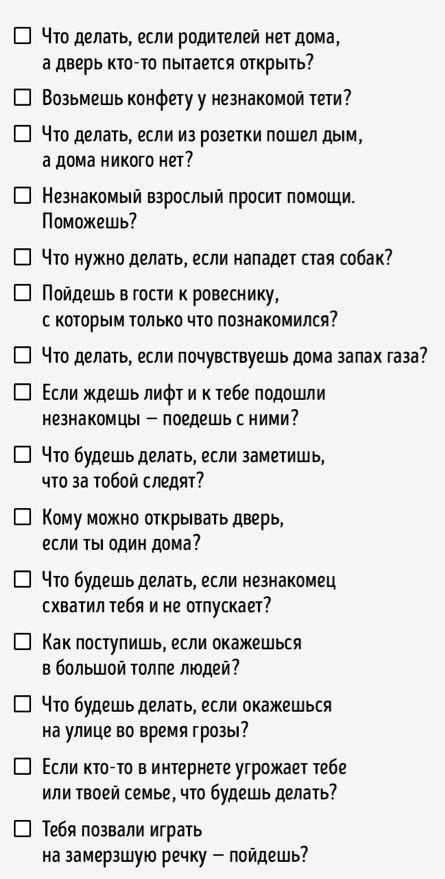 Что делать, если родителей нет дома,
а дверь кто-то пытается открыть?
Возьмешь конфету у незнакомой тети?
Что делать, если из розетки пошел дым,
а дома никого нет?
Незнакомый взрослый просит помощи.
Поможешь?
Что нужно делать, если нападет стая собак?
Пойдешь в гости к ровеснику,
с которым только что познакомился?
Что делать, если почувствуешь дома запах газа?
Если ждешь лифт и к тебе подошли
незнакомцы – поедешь с ними?
Что будешь делать, если заметишь,
что за тобой следят?
Кому можно открывать дверь,
если ты один дома?
Что будешь делать, если незнакомец
схватил тебя и не отпускает?
Как поступишь, если окажешься
в большой толпе людей?
Что будешь делать, если окажешься
на улице во время грозы?
Если кто-то в интернете угрожает тебе
или твоей семье, что будешь делать?
Тебя позвали играть
на замерзшую речку – пойдешь?